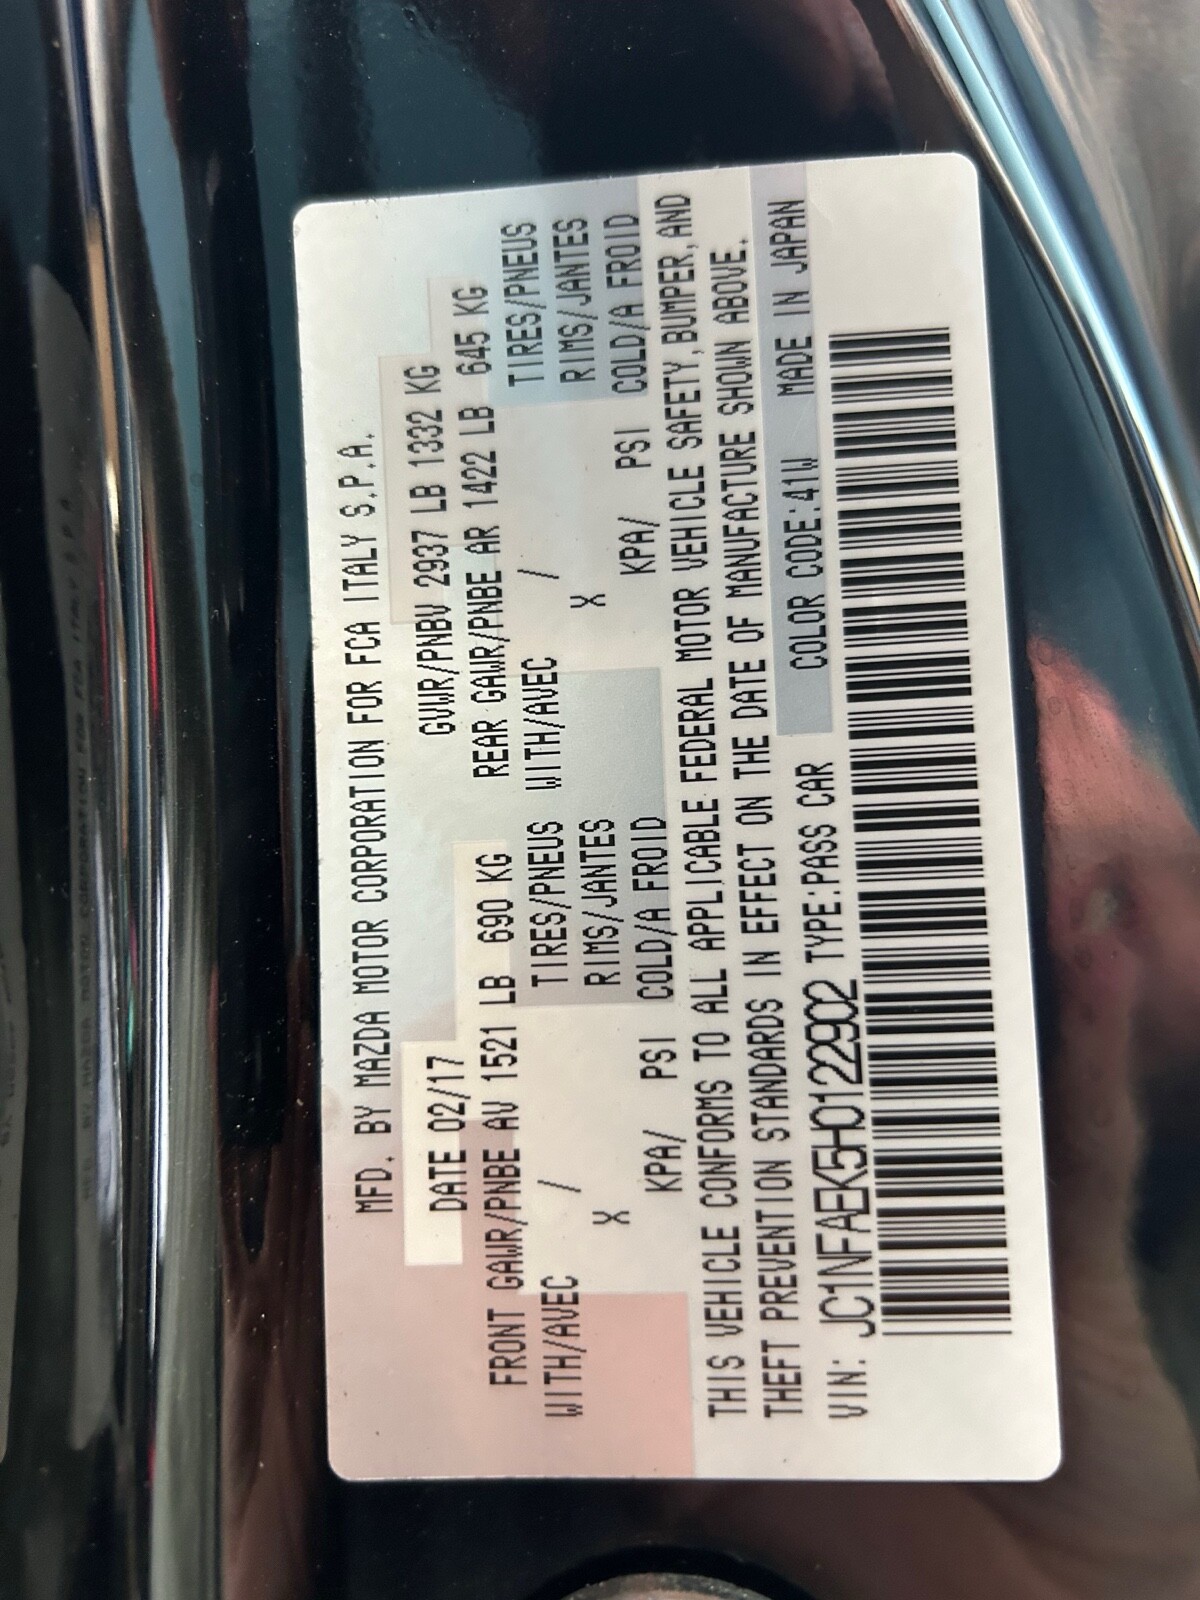 MFD. BY MAZDA MOTOR CORPORATION FOR FCA ITALY S.P.A.
DATE 02/17 GVWR/PNBV 2937 LB 1332 KG
FRONT GAWR/PNBE AV 1521 LB 690 KG REAR GAWR/PNBE AR 1422 LB 645 KG
WITH/AVEC / TIRES/PNEUS WITH/AVEC / TIRES/PNEUS
X RIMS/JANTES X RIMS/JANTES
KPA/ PSI COLD/A FROID KPA/ PSI COLD/A FROID
THIS VEHICLE CONFORMS TO ALL APPLICABLE FEDERAL MOTOR VEHICLE SAFETY, BUMPER, AND
THEFT PREVENTION STANDARDS IN EFFECT ON THE DATE OF MANUFACTURE SHOWN ABOVE.
VIN: JC1NFAEK5H0122902 TYPE:PASS CAR COLOR CODE:41W MADE IN JAPAN